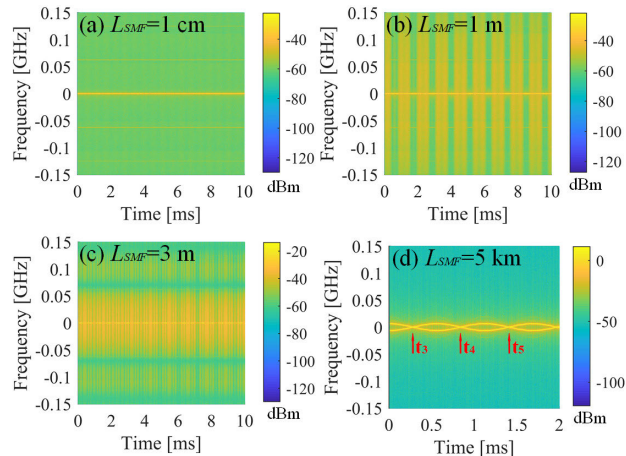 (a) L_SMF=1 cm
0.15
0.1
0.05
0
-0.05
-0.1
-0.15
Frequency [GHz]
0 2 4 6 8 10
Time [ms]
-40
-60
-80
-100
-120
dBm
(b) L_SMF=1 m
0.15
0.1
0.05
0
-0.05
-0.1
-0.15
Frequency [GHz]
0 2 4 6 8 10
Time [ms]
-40
-60
-80
-100
-120
dBm
(c) L_SMF=3 m
0.15
0.1
0.05
0
-0.05
-0.1
-0.15
Frequency [GHz]
0 2 4 6 8 10
Time [ms]
-20
-40
-60
-80
-100
-120
dBm
(d) L_SMF=5 km
0.15
0.1
0.05
0
-0.05
-0.1
-0.15
Frequency [GHz]
t₃ t₄ t₅
0 0.5 1 1.5 2
Time [ms]
0
-50
-100
dBm